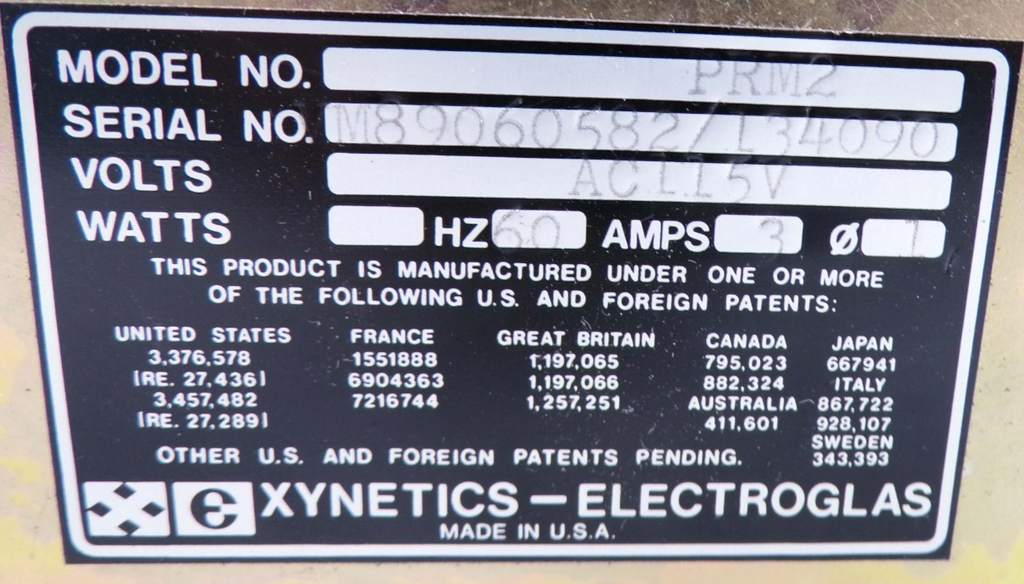 MODEL NO. PRM2
SERIAL NO. M89060582/134090
VOLTS AC115V
WATTS HZ 60 AMPS 3 Ø 1
THIS PRODUCT IS MANUFACTURED UNDER ONE OR MORE
OF THE FOLLOWING U.S. AND FOREIGN PATENTS:
UNITED STATES FRANCE GREAT BRITAIN CANADA JAPAN
3,376,578 1551888 1,197,065 795,023 667941
[RE. 27,436] 6904363 1,197,066 882,324 ITALY
3,457,482 7216744 1,257,251 AUSTRALIA 867,722
[RE. 27,289] 411,601 928,107
SWEDEN
OTHER U.S. AND FOREIGN PATENTS PENDING. 343,393
XYNETICS – ELECTROGLAS
MADE IN U.S.A.